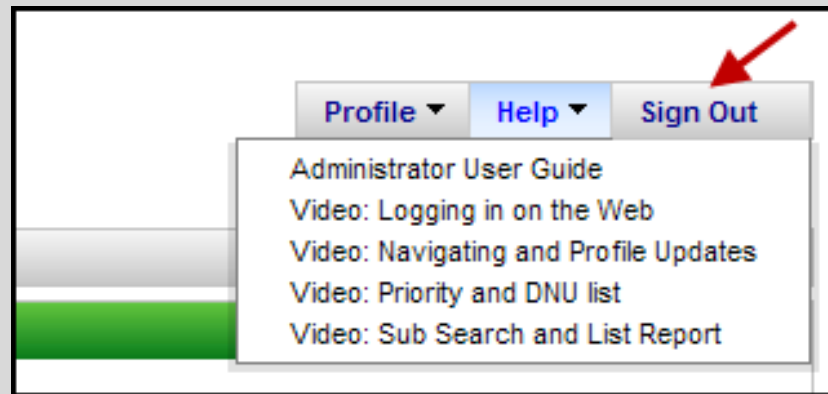 Profile Help Sign Out
Administrator User Guide
Video: Logging in on the Web
Video: Navigating and Profile Updates
Video: Priority and DNU list
Video: Sub Search and List Report